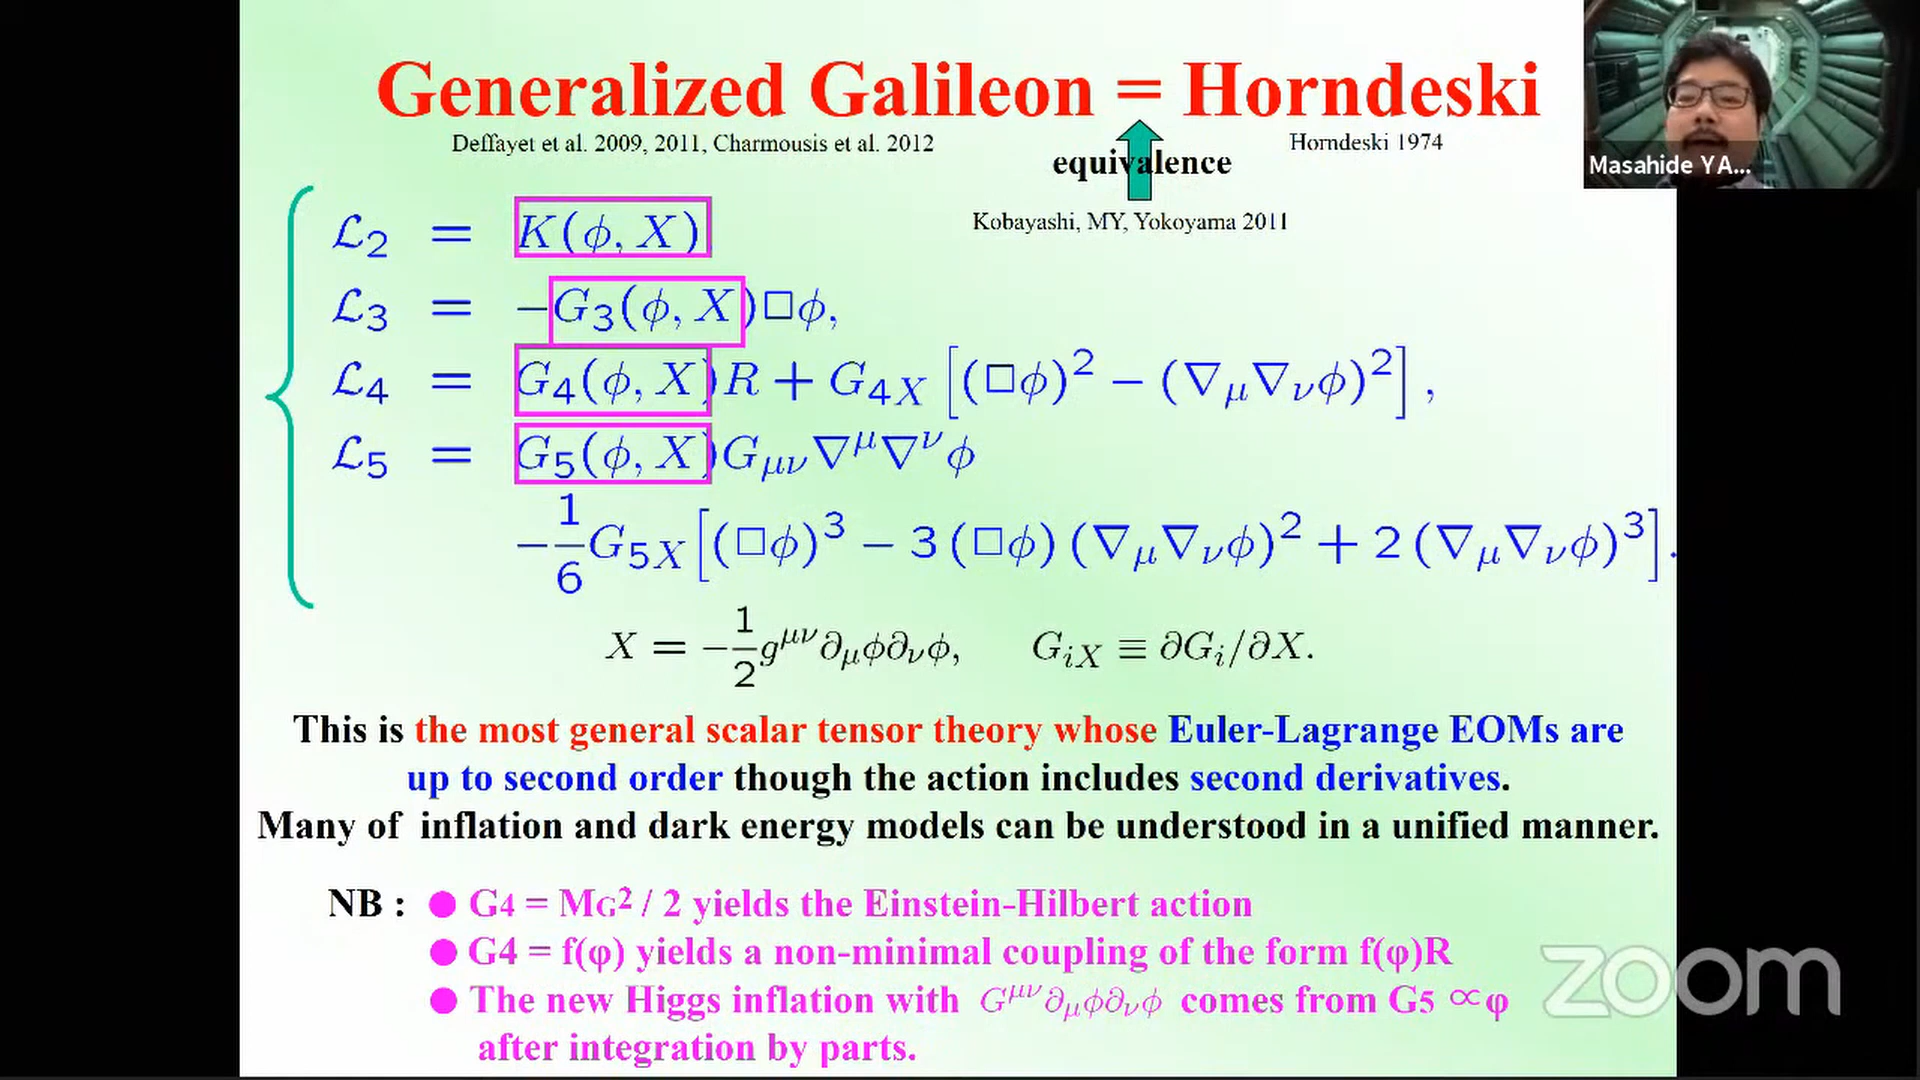 Generalized Galileon = Horndeski
Deffayet et al. 2009, 2011, Charmousis et al. 2012
Horndeski 1974
equivalence
Masahide YA...
Kobayashi, MY, Yokoyama 2011
ℒ₂ = K(ϕ, X)
ℒ₃ = −G₃(ϕ, X)□ϕ,
ℒ₄ = G₄(ϕ, X)R + G₄X [(□ϕ)² − (∇μ∇νϕ)²],
ℒ₅ = G₅(ϕ, X)Gμν∇^μ∇^νϕ
−1/6 G₅X [(□ϕ)³ − 3(□ϕ)(∇μ∇νϕ)² + 2(∇μ∇νϕ)³].
X = −1/2 g^μν ∂μϕ∂νϕ, GiX ≡ ∂Gi/∂X.
This is the most general scalar tensor theory whose Euler-Lagrange EOMs are
up to second order though the action includes second derivatives.
Many of inflation and dark energy models can be understood in a unified manner.
NB : ● G4 = MG² / 2 yields the Einstein-Hilbert action
● G4 = f(φ) yields a non-minimal coupling of the form f(φ)R
● The new Higgs inflation with G^μν ∂μϕ∂νϕ comes from G5 ∝φ
after integration by parts.
zoom